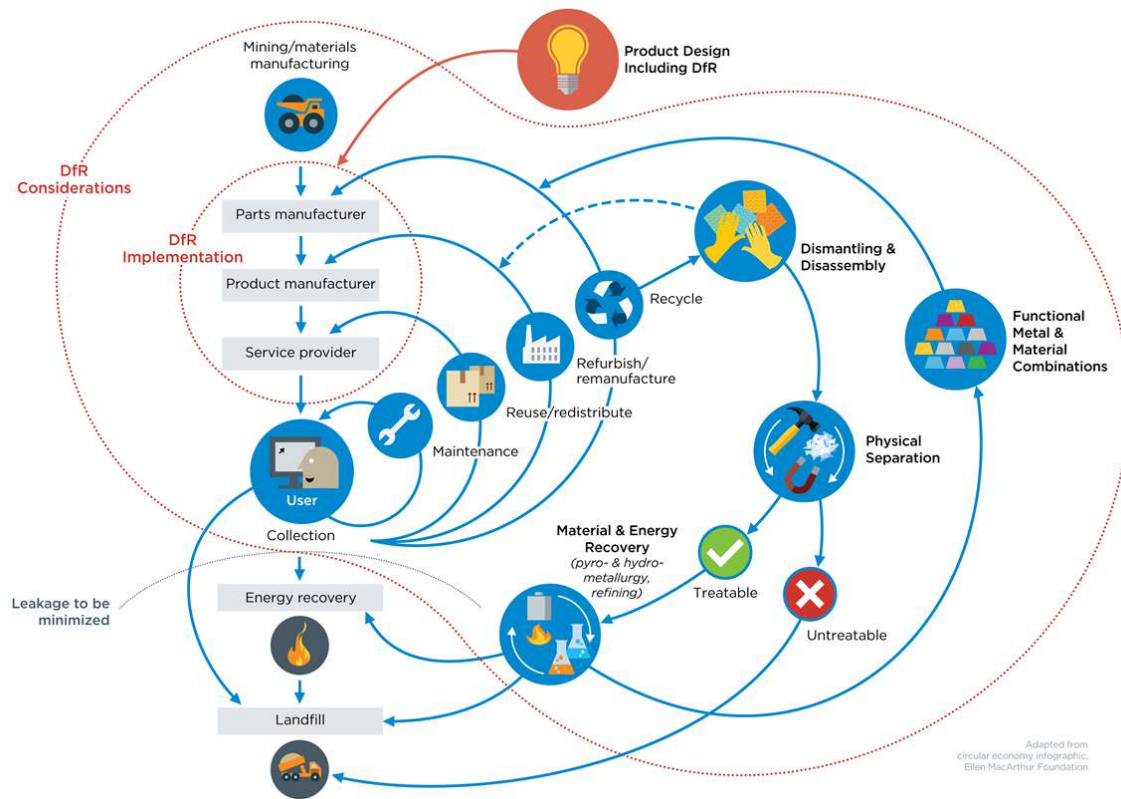 Mining/materials
manufacturing
Product Design
Including DfR
DfR
Considerations
Parts manufacturer
DfR
Implementation
Product manufacturer
Service provider
Dismantling &
Disassembly
Recycle
Functional
Metal &
Material
Combinations
Refurbish/
remanufacture
Reuse/redistribute
Maintenance
User
Collection
Physical
Separation
Material & Energy
Recovery
(pyro- & hydro-
metallurgy,
refining)
Treatable
Untreatable
Leakage to be
minimized
Energy recovery
Landfill
Adapted from
circular economy infographic,
Ellen MacArthur Foundation